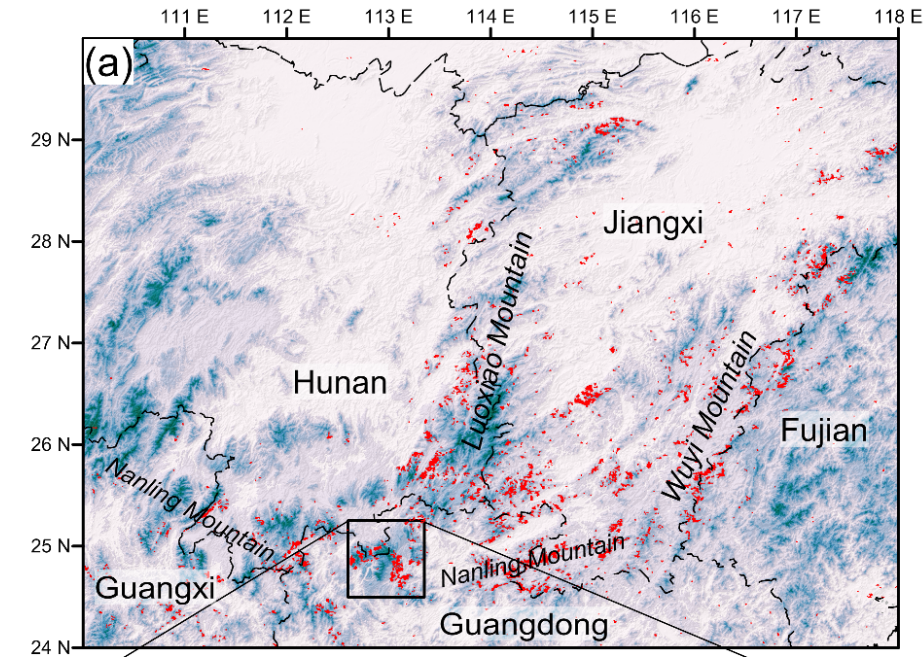 111 E 112 E 113 E 114 E 115 E 116 E 117 E 118 E
(a)
29 N
Jiangxi
28 N
Luoxiao Mountain
27 N
Wuyi Mountain
Hunan
Fujian
26 N
Nanling Mountain
25 N
Nanling Mountain
Guangxi
Guangdong
24 N